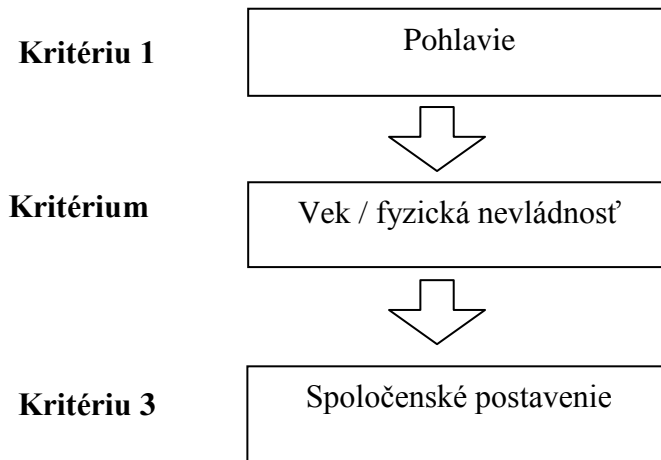 Kritériu 1
Pohlavie
Kritérium
Vek / fyzická nevládnosť
Kritériu 3
Spoločenské postavenie